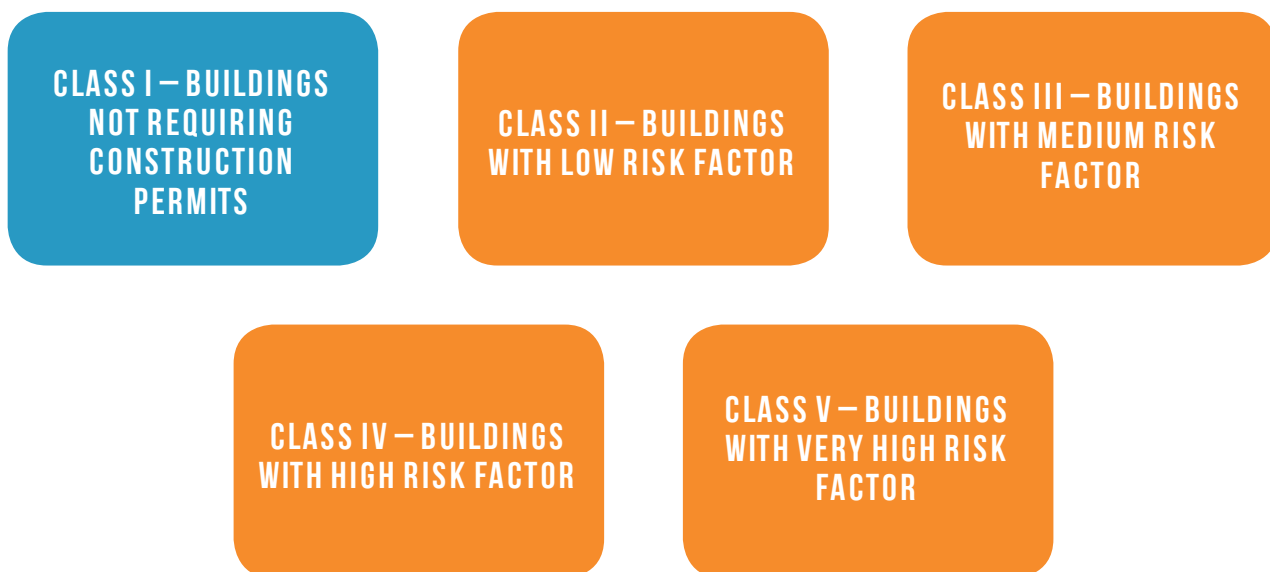 CLASS I – BUILDINGS
NOT REQUIRING
CONSTRUCTION
PERMITS
CLASS II – BUILDINGS
WITH LOW RISK FACTOR
CLASS III – BUILDINGS
WITH MEDIUM RISK
FACTOR
CLASS IV – BUILDINGS
WITH HIGH RISK FACTOR
CLASS V – BUILDINGS
WITH VERY HIGH RISK
FACTOR